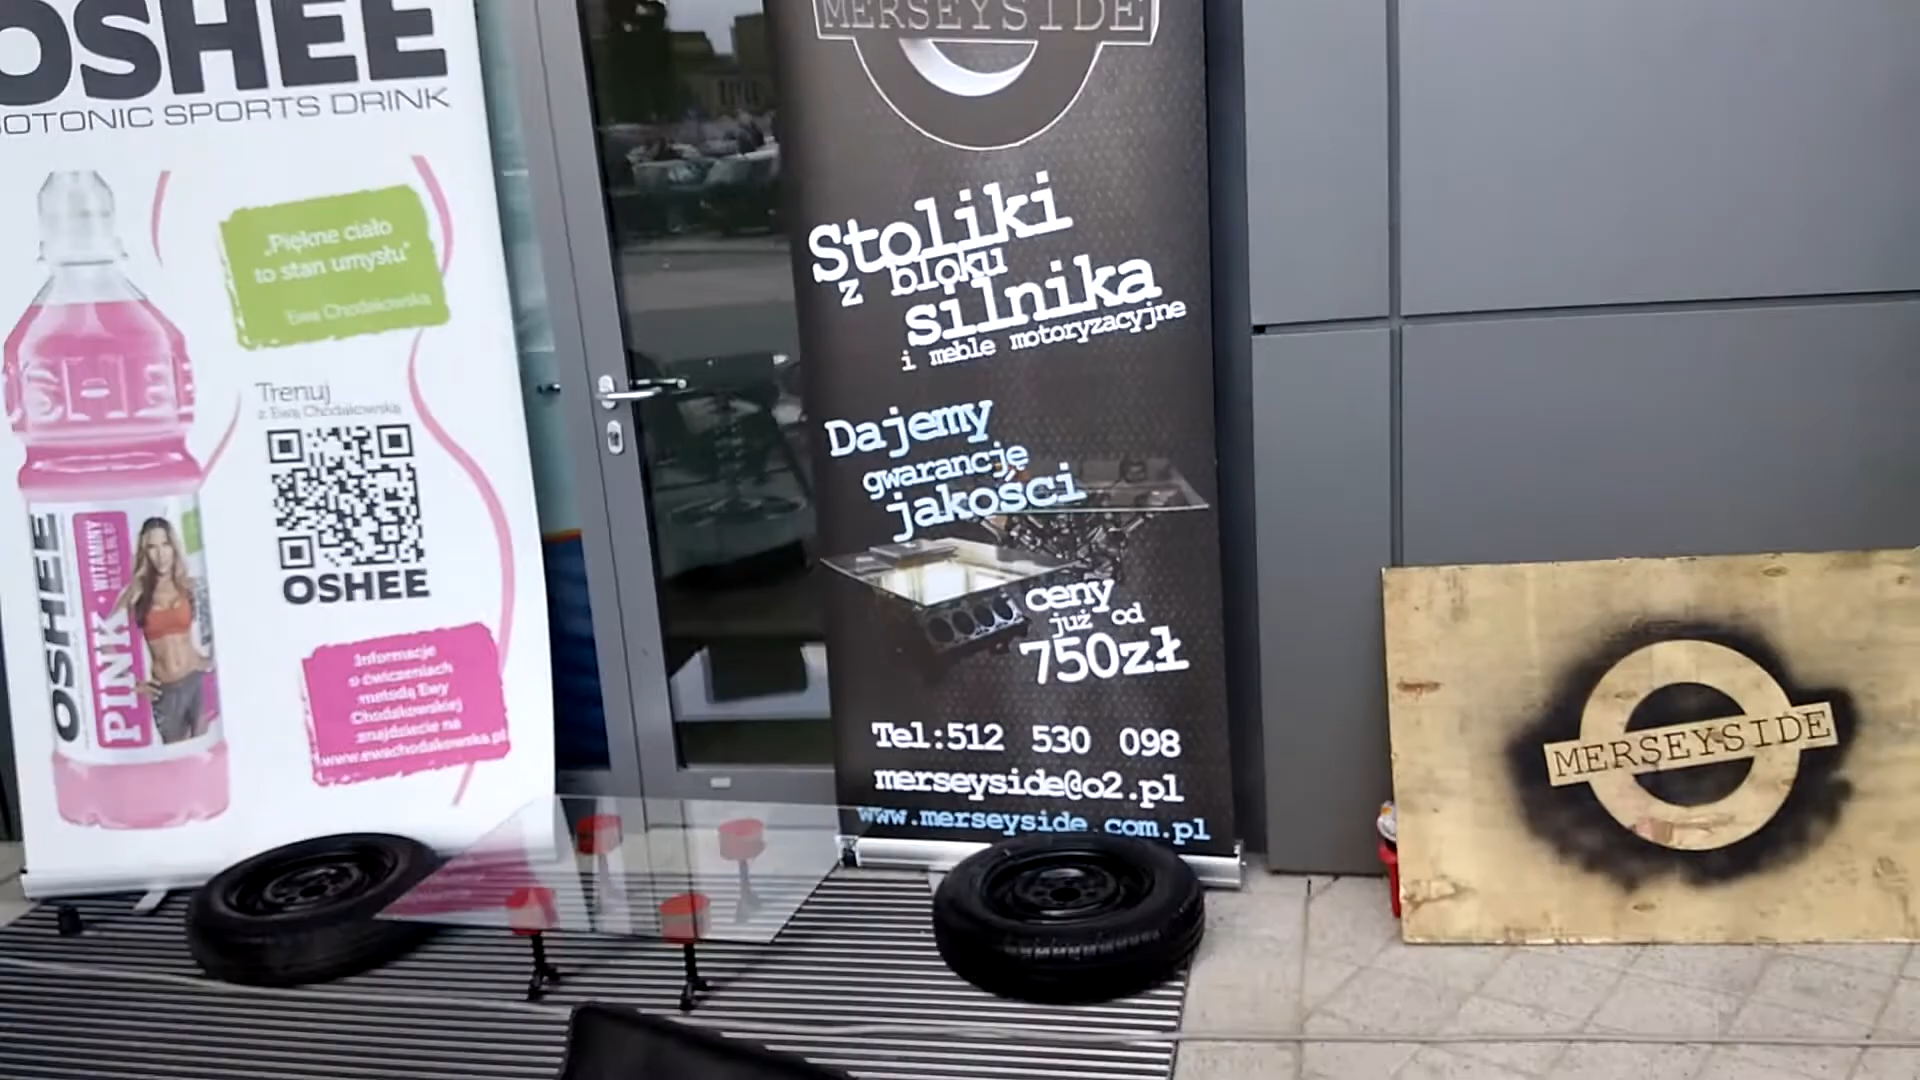 OSHEE
OTONIC SPORTS DRINK
„Piękne ciało
to stan umysłu"
Ewa Chodakowska
Trenuj
z Ewą Chodakowską
OSHEE
OSHEE
PINK
• WITAMINY
Informacje
o ćwiczeniach
metodą Ewy
Chodakowskiej
znajdziecie na
www.ewachodakowska.pl
MERSEYSIDE
Stoliki
z bloku
silnika
i meble motoryzacyjne
Dajemy
gwarancję
jakości
ceny
już od
750zł
Tel:512 530 098
merseyside@o2.pl
www.merseyside.com.pl
MERSEYSIDE